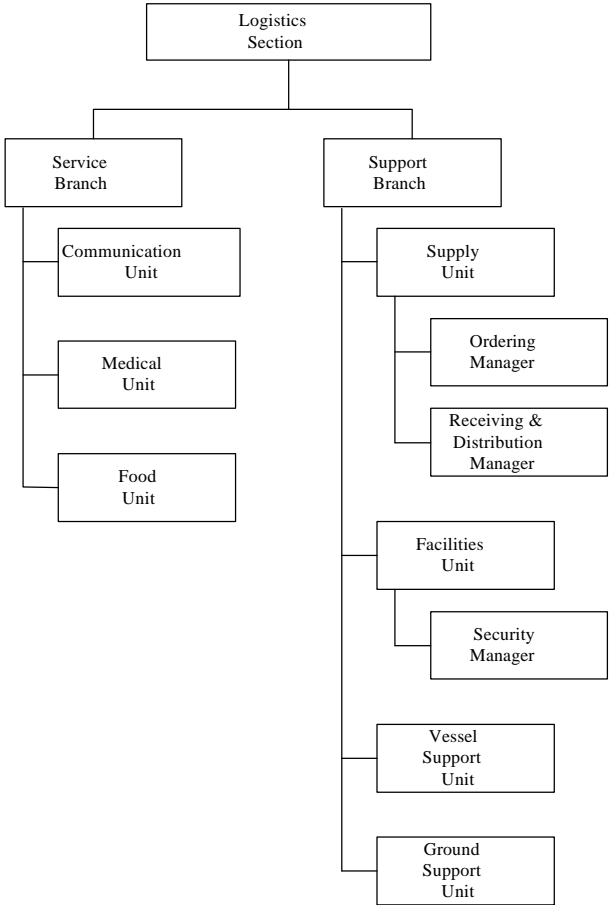 Logistics
Section
Service
Branch
Support
Branch
Communication
Unit
Medical
Unit
Food
Unit
Supply
Unit
Ordering
Manager
Receiving &
Distribution
Manager
Facilities
Unit
Security
Manager
Vessel
Support
Unit
Ground
Support
Unit